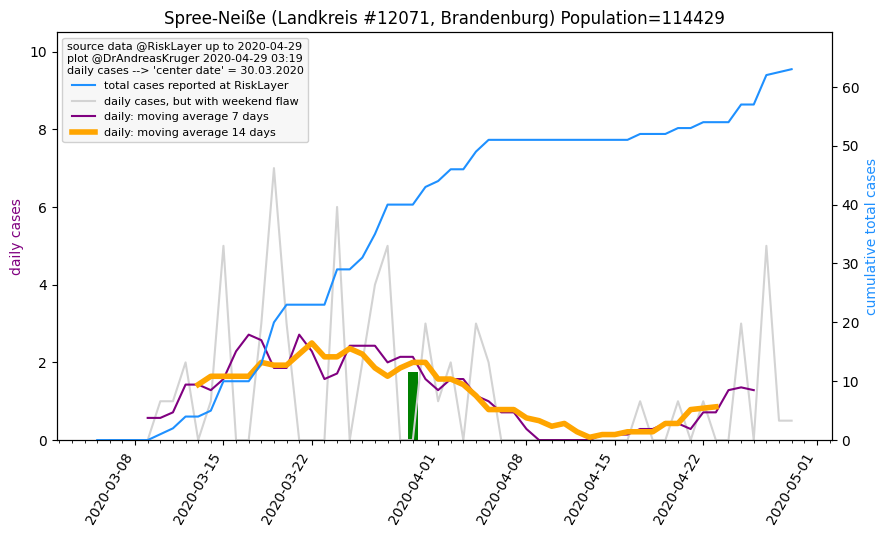 Spree-Neiße (Landkreis #12071, Brandenburg) Population=114429
source data @RiskLayer up to 2020-04-29
plot @DrAndreasKruger 2020-04-29 03:19
daily cases --> 'center date' = 30.03.2020
total cases reported at RiskLayer
daily cases, but with weekend flaw
daily: moving average 7 days
daily: moving average 14 days
daily cases
10
8
6
4
2
0
60
50
40
30
20
10
0
cumulative total cases
2020-03-08
2020-03-15
2020-03-22
2020-04-01
2020-04-08
2020-04-15
2020-04-22
2020-05-01